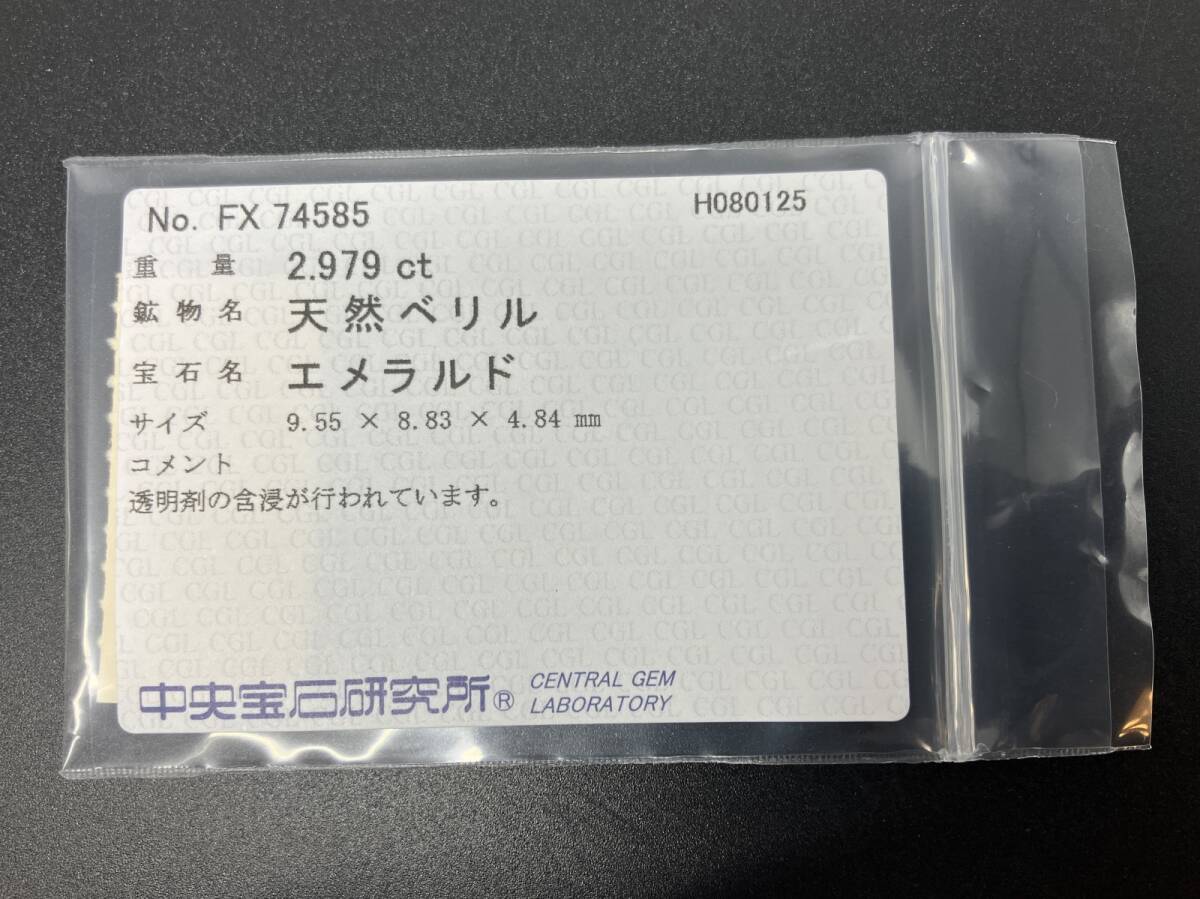 No. FX 74585 H080125
重 量 2.979 ct
鉱 物 名 天然ベリル
宝 石 名 エメラルド
サイズ 9.55 × 8.83 × 4.84 mm
コメント
透明剤の含浸が行われています。
中央宝石研究所® CENTRAL GEM
LABORATORY